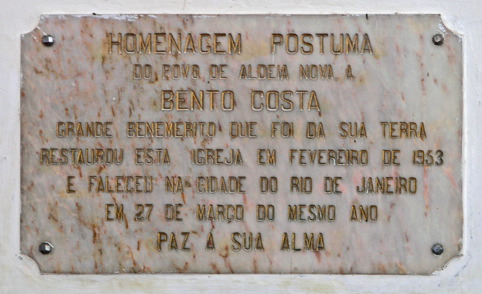 HOMENAGEM POSTUMA
DO POVO DE ALDEIA NOVA A
BENTO COSTA
GRANDE BENEMERITO QUE FOI DA SUA TERRA
RESTAUROU ESTA IGREJA EM FEVEREIRO DE 1953
E FALECEU NA CIDADE DO RIO DE JANEIRO
EM 27 DE MARÇO DO MESMO ANO
PAZ Á SUA ALMA